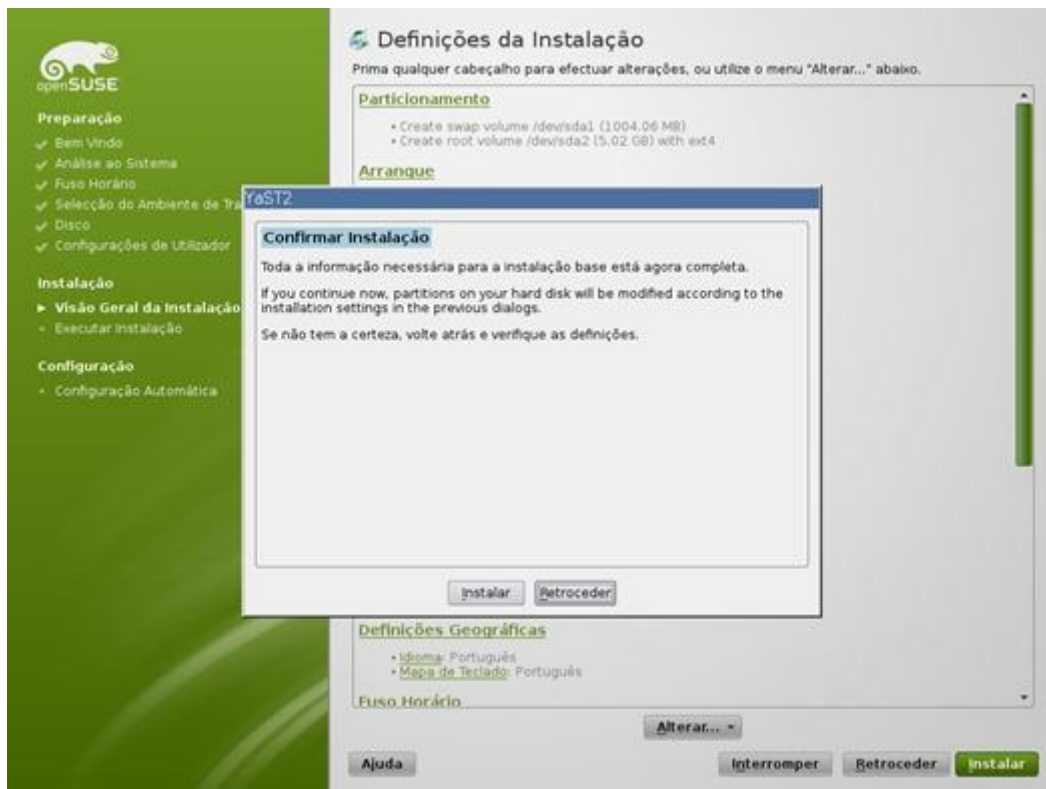 openSUSE
Preparação
Bem Vindo
Análise ao Sistema
Fuso Horário
Selecção do Ambiente de Tra
Disco
Configurações de Utilizador
Instalação
Visão Geral da Instalação
Executar Instalação
Configuração
Configuração Automática
Definições da Instalação
Prima qualquer cabeçalho para efectuar alterações, ou utilize o menu "Alterar..." abaixo.
Particionamento
• Create swap volume /dev/sda1 (1004.06 MB)
• Create root volume /dev/sda2 (5.02 GB) with ext4
Arranque
YaST2
Confirmar Instalação
Toda a informação necessária para a instalação base está agora completa.
If you continue now, partitions on your hard disk will be modified according to the
installation settings in the previous dialogs.
Se não tem a certeza, volte atrás e verifique as definições.
Instalar Retroceder
Definições Geográficas
• Idioma: Português
• Mapa de Teclado: Português
Fuso Horário
Alterar...
Ajuda Interromper Retroceder Instalar